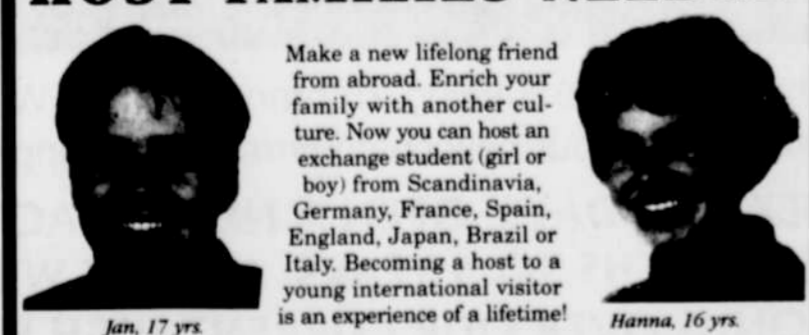 Make a new lifelong friend
from abroad. Enrich your
family with another cul-
ture. Now you can host an
exchange student (girl or
boy) from Scandinavia,
Germany, France, Spain,
England, Japan, Brazil or
Italy. Becoming a host to a
young international visitor
is an experience of a lifetime!
Jan, 17 yrs.
Hanna, 16 yrs.